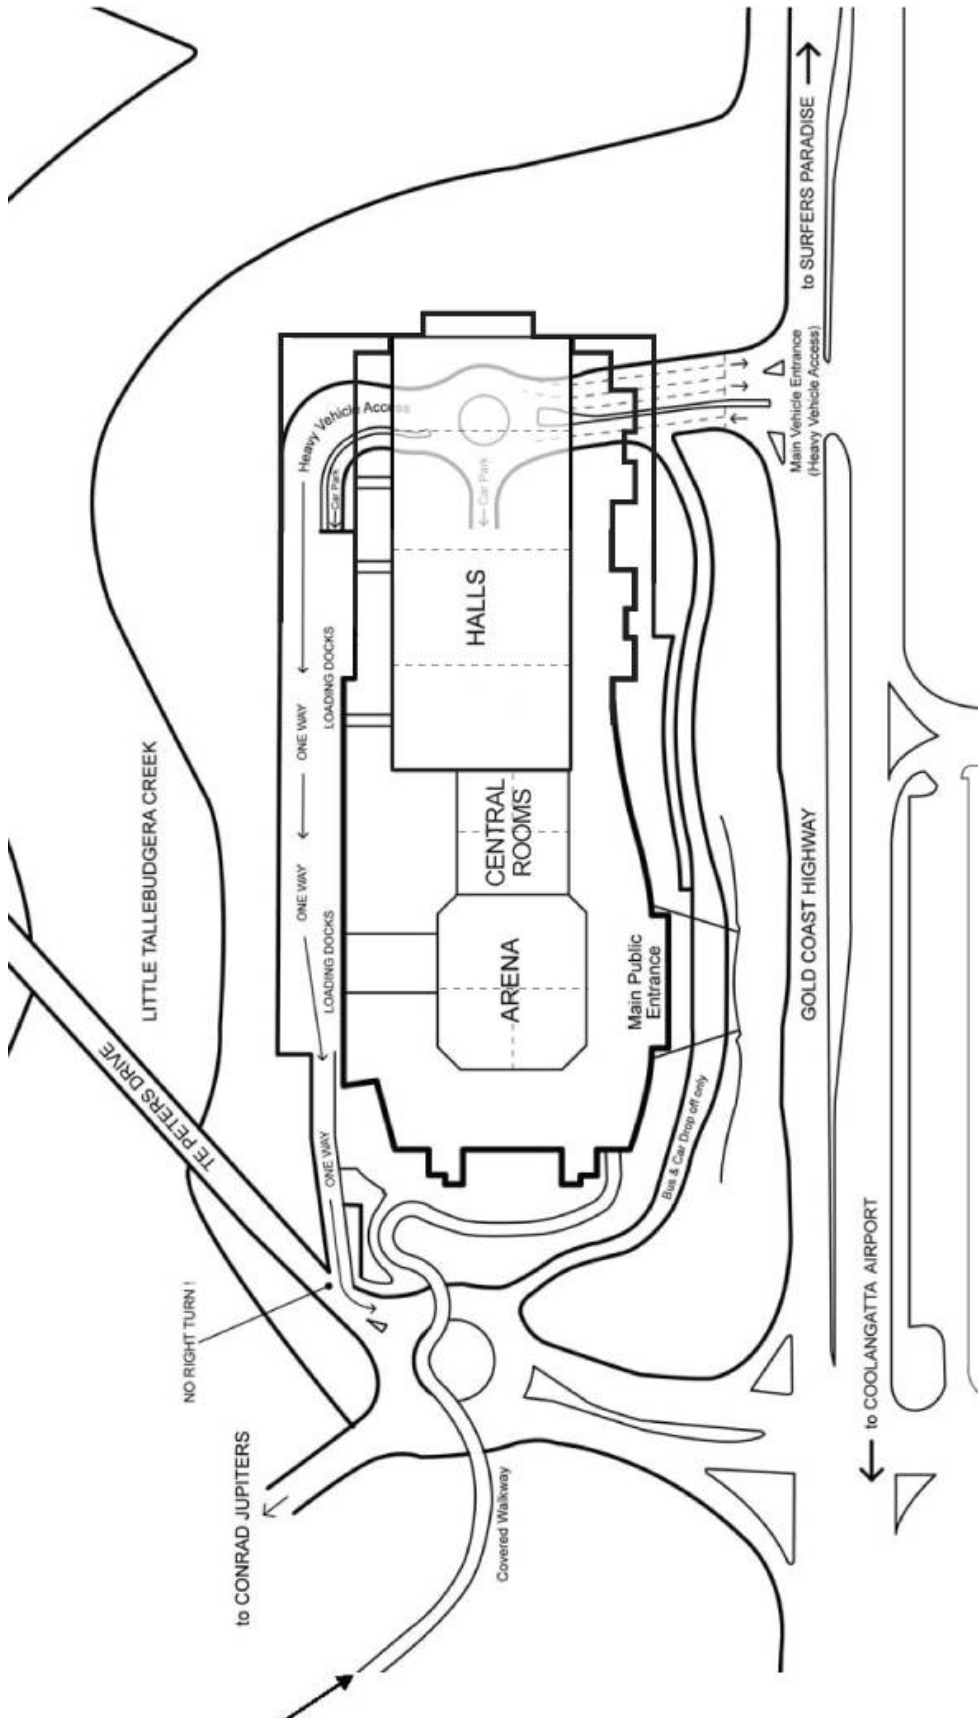 to SURFERS PARADISE
Main Vehicle Entrance
(Heavy Vehicle Access)
Heavy Vehicle Access
Car Park
Car Park
HALLS
LOADING DOCKS
ONE WAY
LITTLE TALLEBUDGERA CREEK
CENTRAL
ROOMS
GOLD COAST HIGHWAY
ONE WAY
LOADING DOCKS
ARENA
Main Public
Entrance
TE PETERS DRIVE
ONE WAY
Bus & Car Drop off only
NO RIGHT TURN !
to COOLANGATTA AIRPORT
to CONRAD JUPITERS
Covered Walkway